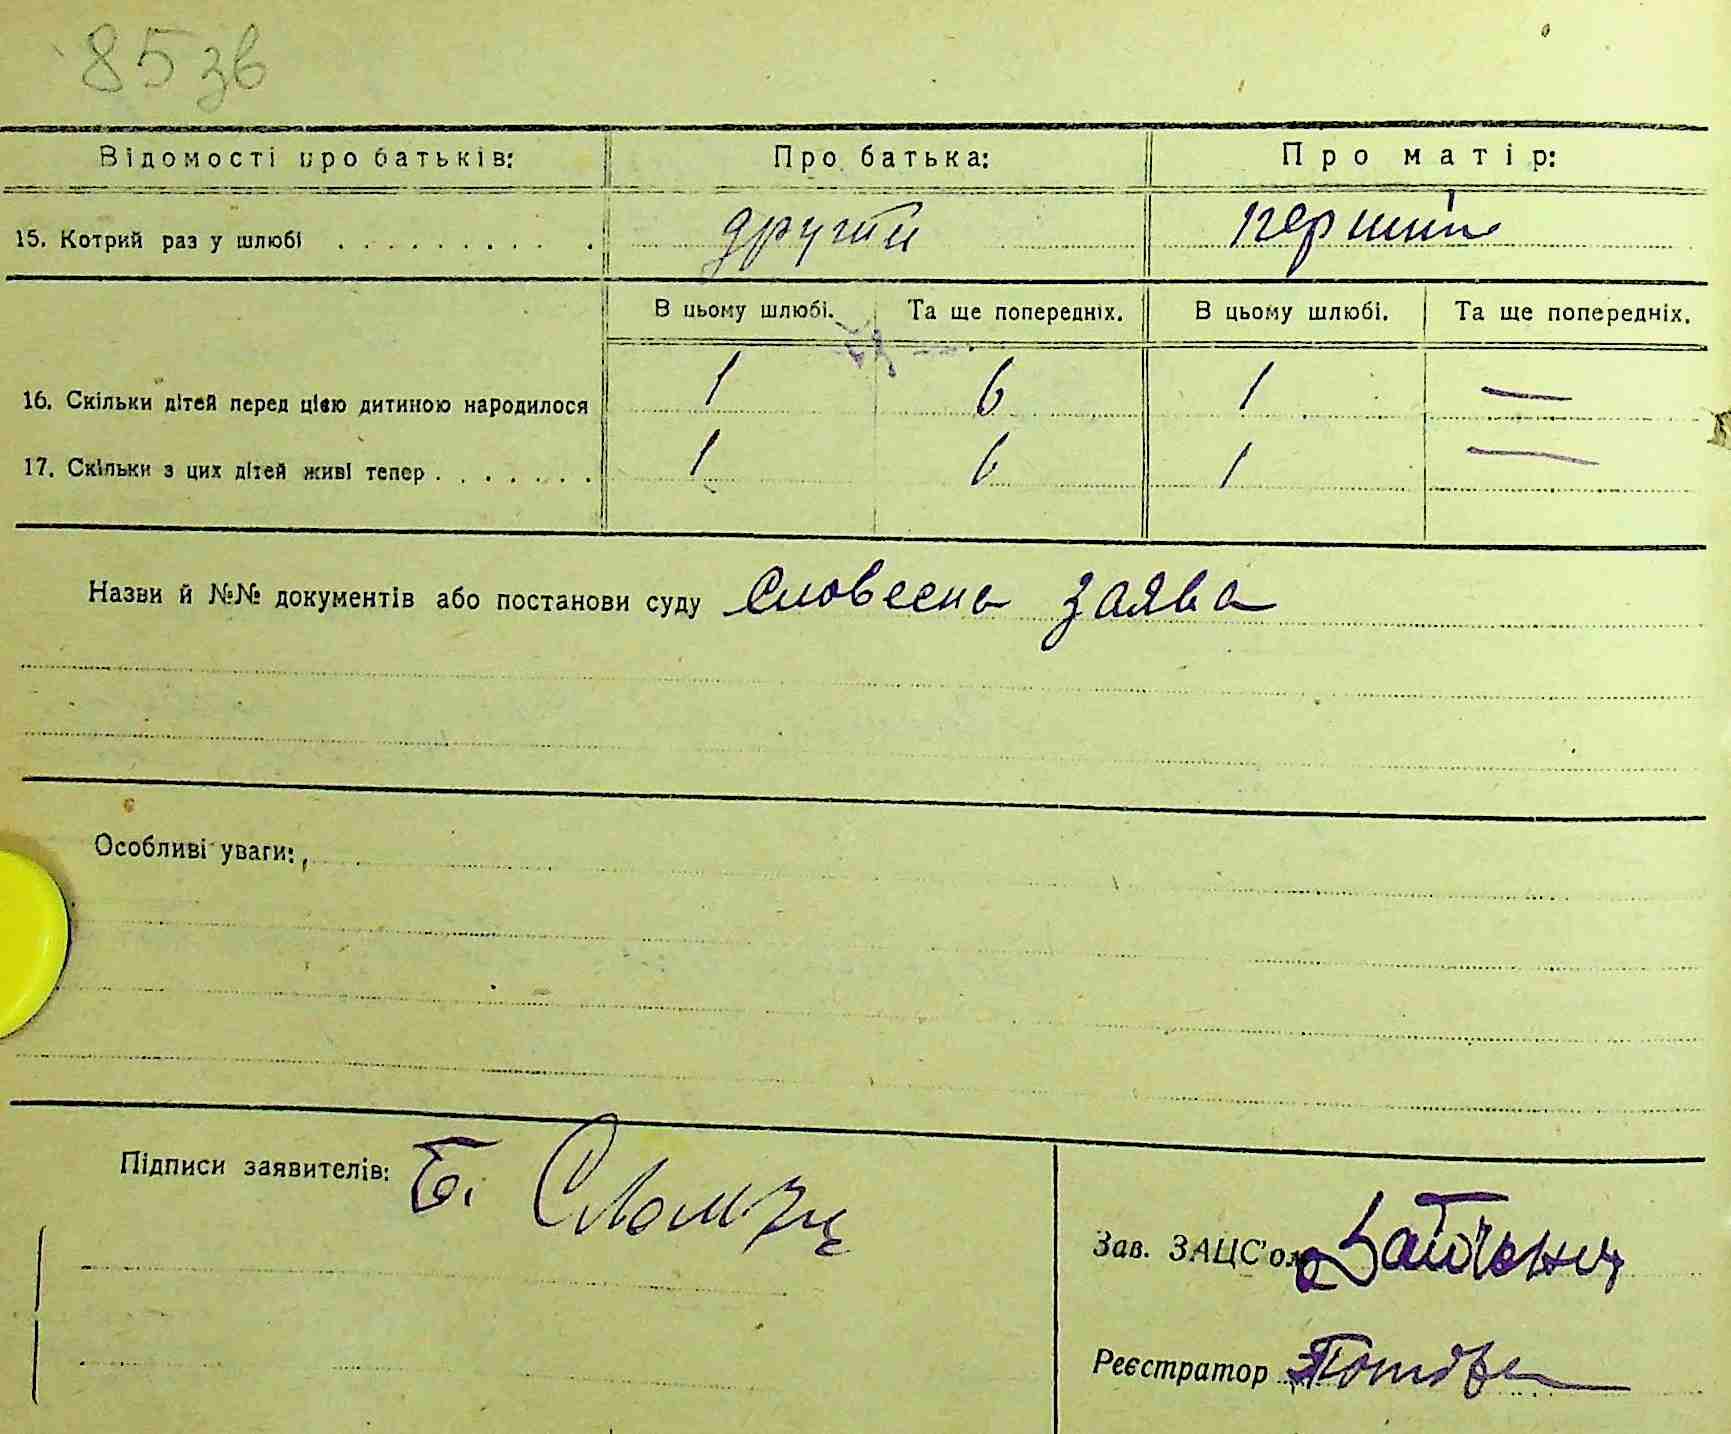 85 зв
Відомості про батьків: Про батька: Про матір:
15. Котрий раз у шлюбі другий перший
В цьому шлюбі. Та ще попередніх. В цьому шлюбі. Та ще попередніх.
16. Скільки дітей перед цією дитиною народилося 1 6 1 —
17. Скільки з цих дітей живі тепер 1 6 1 —
Назви й №№ документів або постанови суду словесна заява
Особливі уваги:
Підписи заявителів: Б.
Зав. ЗАЦС'ом
Реєстратор